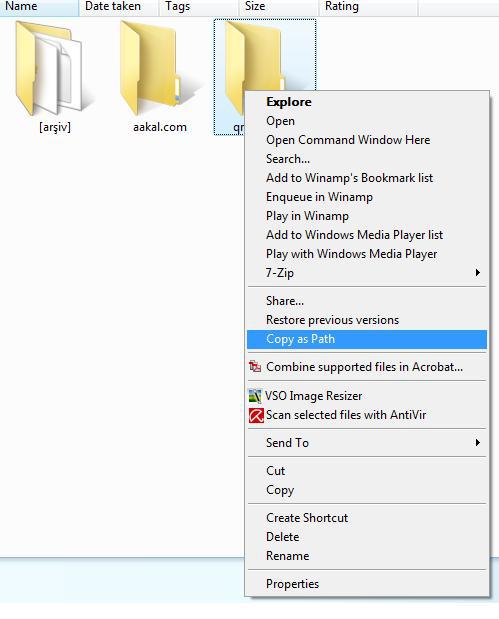 Name Date taken Tags Size Rating
[arşiv] aakal.com
Explore
Open
Open Command Window Here
Search...
Add to Winamp's Bookmark list
Enqueue in Winamp
Play in Winamp
Add to Windows Media Player list
Play with Windows Media Player
7-Zip
Share...
Restore previous versions
Copy as Path
Combine supported files in Acrobat...
VSO Image Resizer
Scan selected files with AntiVir
Send To
Cut
Copy
Create Shortcut
Delete
Rename
Properties